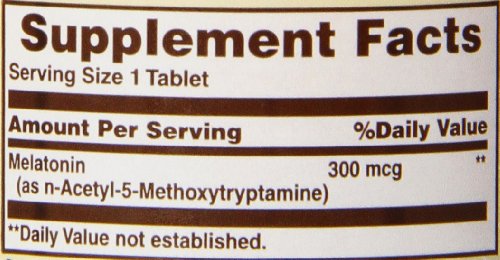 Supplement Facts
Serving Size 1 Tablet
Amount Per Serving %Daily Value
Melatonin 300 mcg **
(as n-Acetyl-5-Methoxytryptamine)
**Daily Value not established.